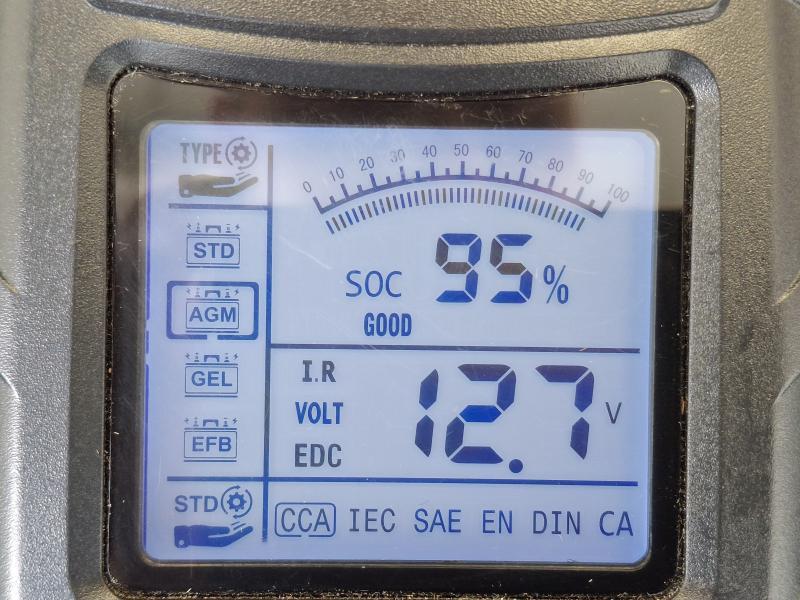 TYPE
0 10 20 30 40 50 60 70 80 90 100
STD
AGM
GEL
EFB
SOC 95%
GOOD
I.R
VOLT 12.7 V
EDC
STD
CCA IEC SAE EN DIN CA